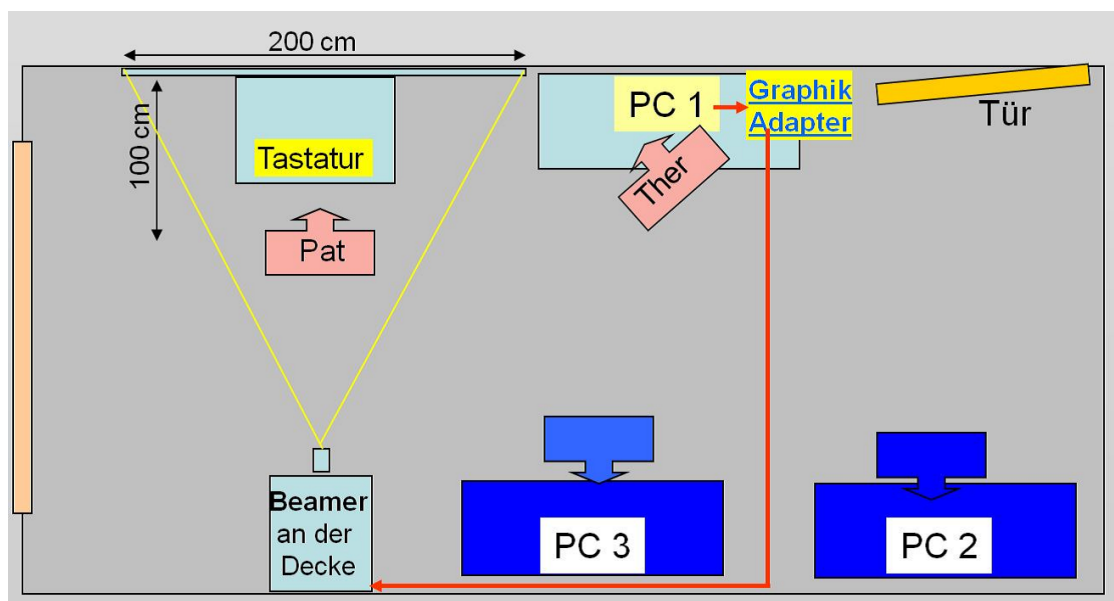 200 cm
100 cm
Tastatur
Pat
PC 1
Graphik
Adapter
Ther
Tür
Beamer
an der
Decke
PC 3
PC 2